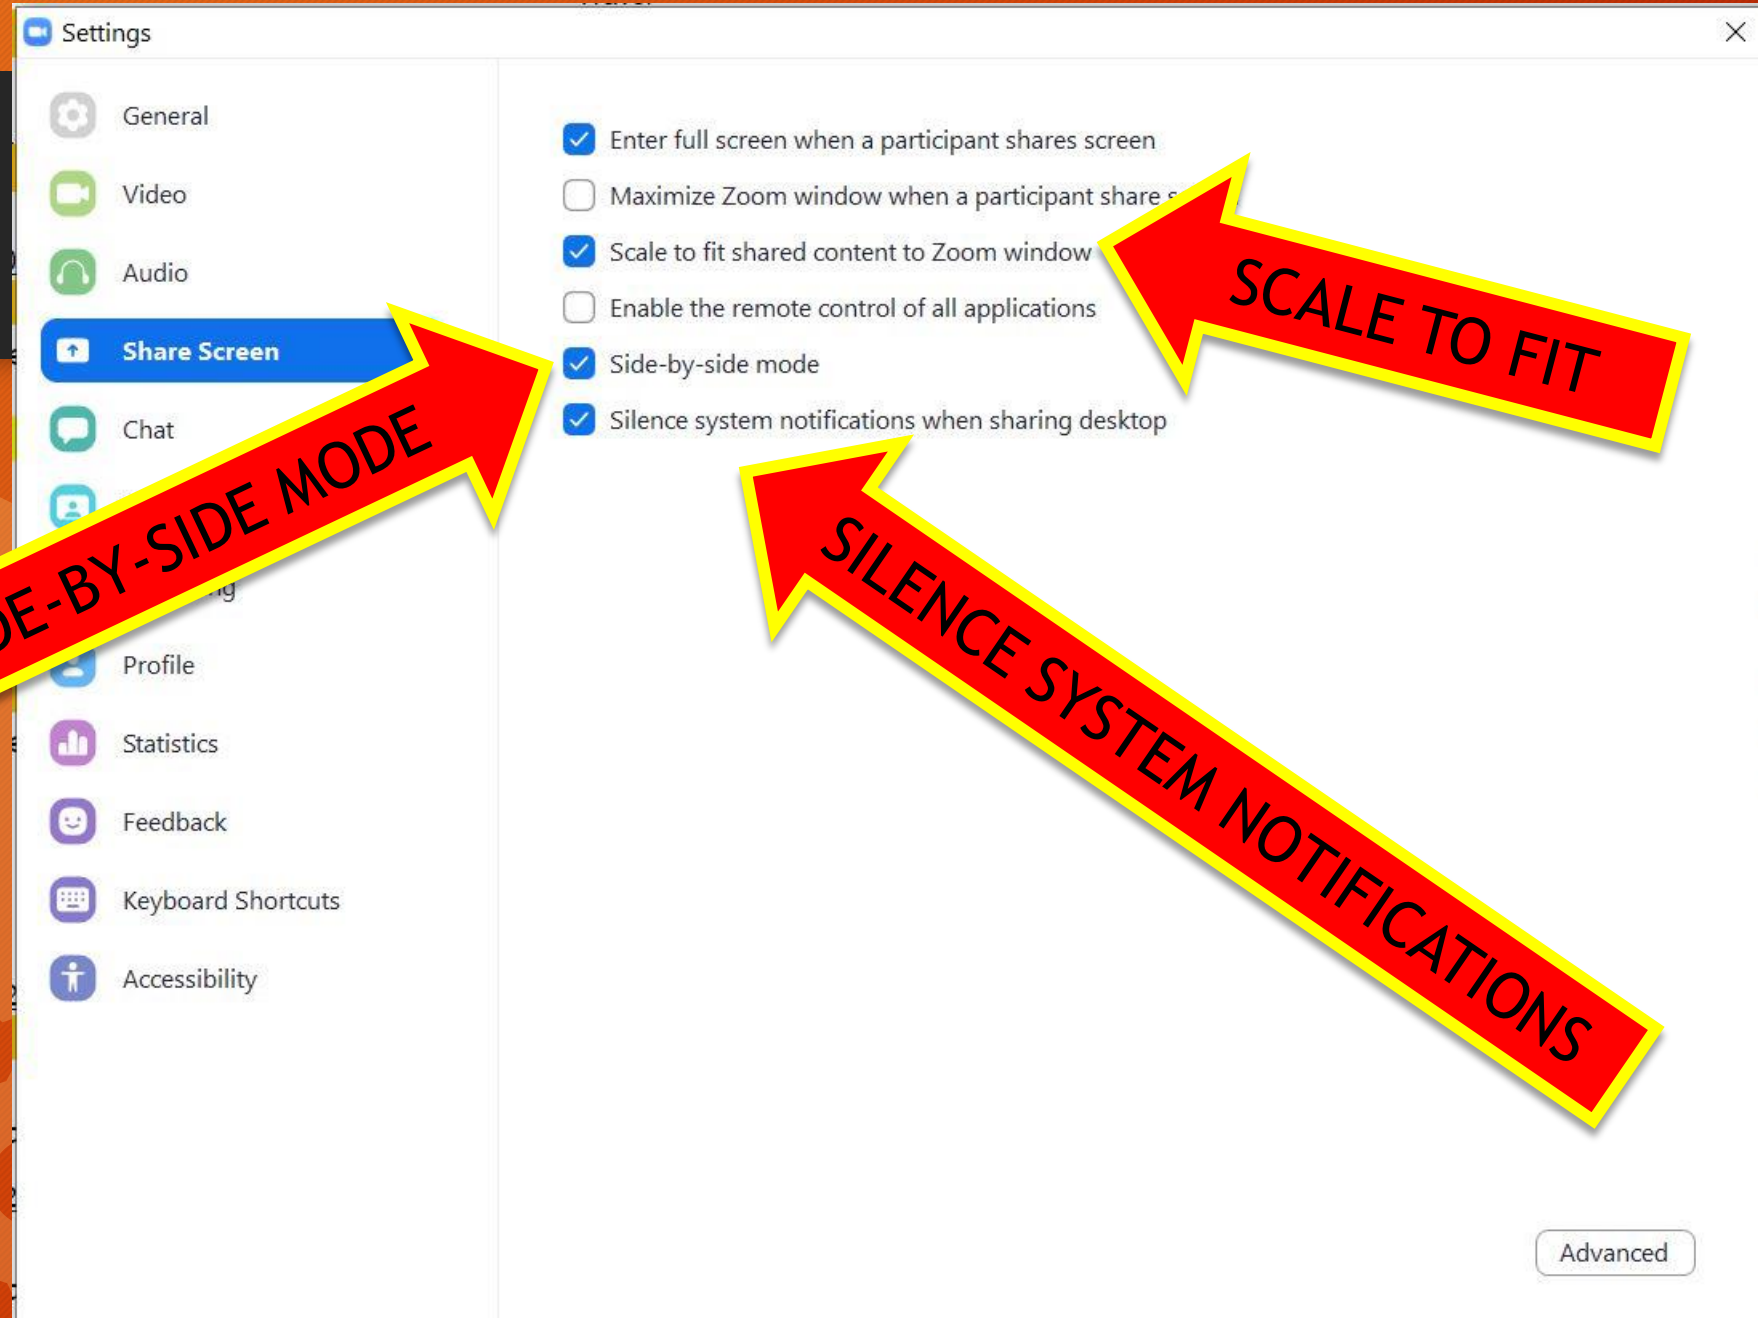 Settings
General
Video
Audio
Share Screen
Chat
Profile
Statistics
Feedback
Keyboard Shortcuts
Accessibility
Enter full screen when a participant shares screen
Maximize Zoom window when a participant share
Scale to fit shared content to Zoom window
Enable the remote control of all applications
Side-by-side mode
Silence system notifications when sharing desktop
SCALE TO FIT
DE-BY-SIDE MODE
SILENCE SYSTEM NOTIFICATIONS
Advanced